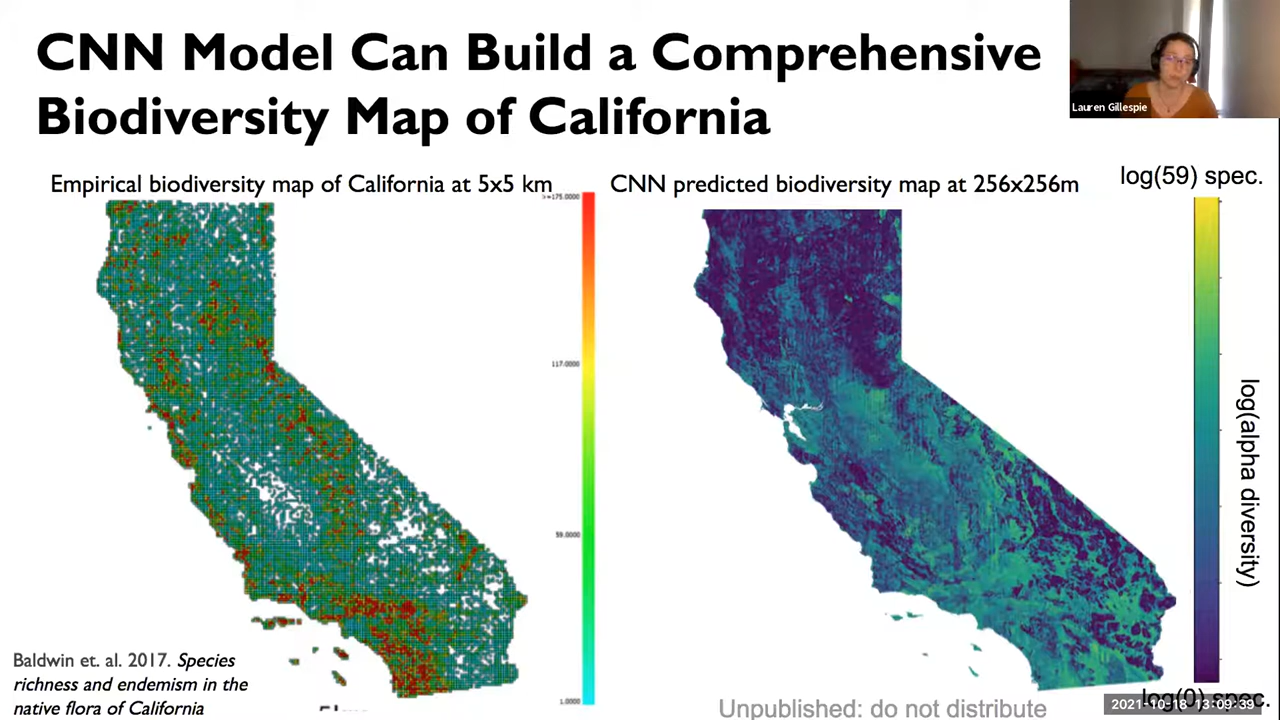 CNN Model Can Build a Comprehensive
Biodiversity Map of California
Lauren Gillespie
Empirical biodiversity map of California at 5x5 km
CNN predicted biodiversity map at 256x256m
log(59) spec.
>=175.0000
117.0000
59.0000
1.0000
log(alpha diversity)
Baldwin et. al. 2017. Species
richness and endemism in the
native flora of California
Unpublished: do not distribute
log(0) spec.
2021-10-18 13:09:39